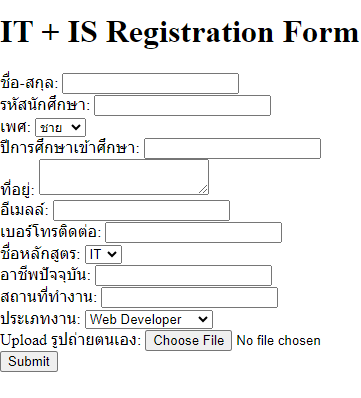 IT + IS Registration Form
ชื่อ-สกุล:
รหัสนักศึกษา:
เพศ: ชาย
ปีการศึกษาเข้าศึกษา:
ที่อยู่:
อีเมลล์:
เบอร์โทรติดต่อ:
ชื่อหลักสูตร: IT
อาชีพปัจจุบัน:
สถานที่ทำงาน:
ประเภทงาน: Web Developer
Upload รูปถ่ายตนเอง: Choose File No file chosen
Submit